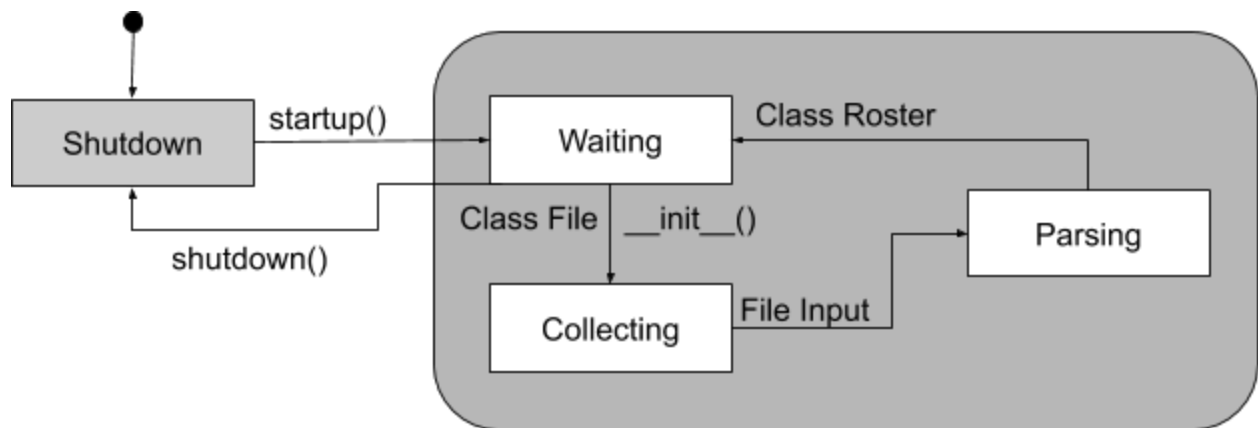 startup()
Shutdown
Waiting
Class Roster
Class File
__init__()
shutdown()
Parsing
Collecting
File Input